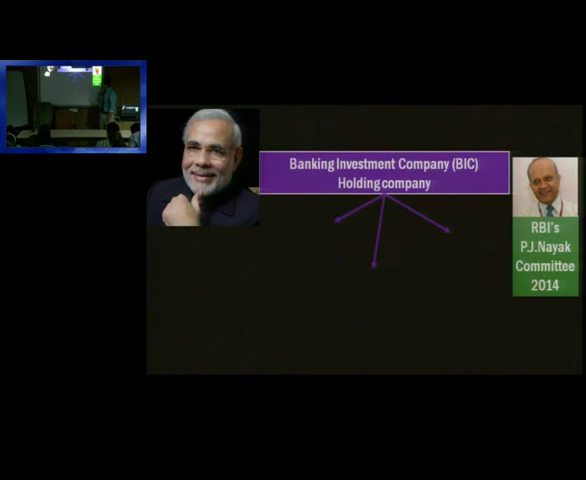 Banking Investment Company (BIC)
Holding company
RBI's
P.J.Nayak
Committee
2014